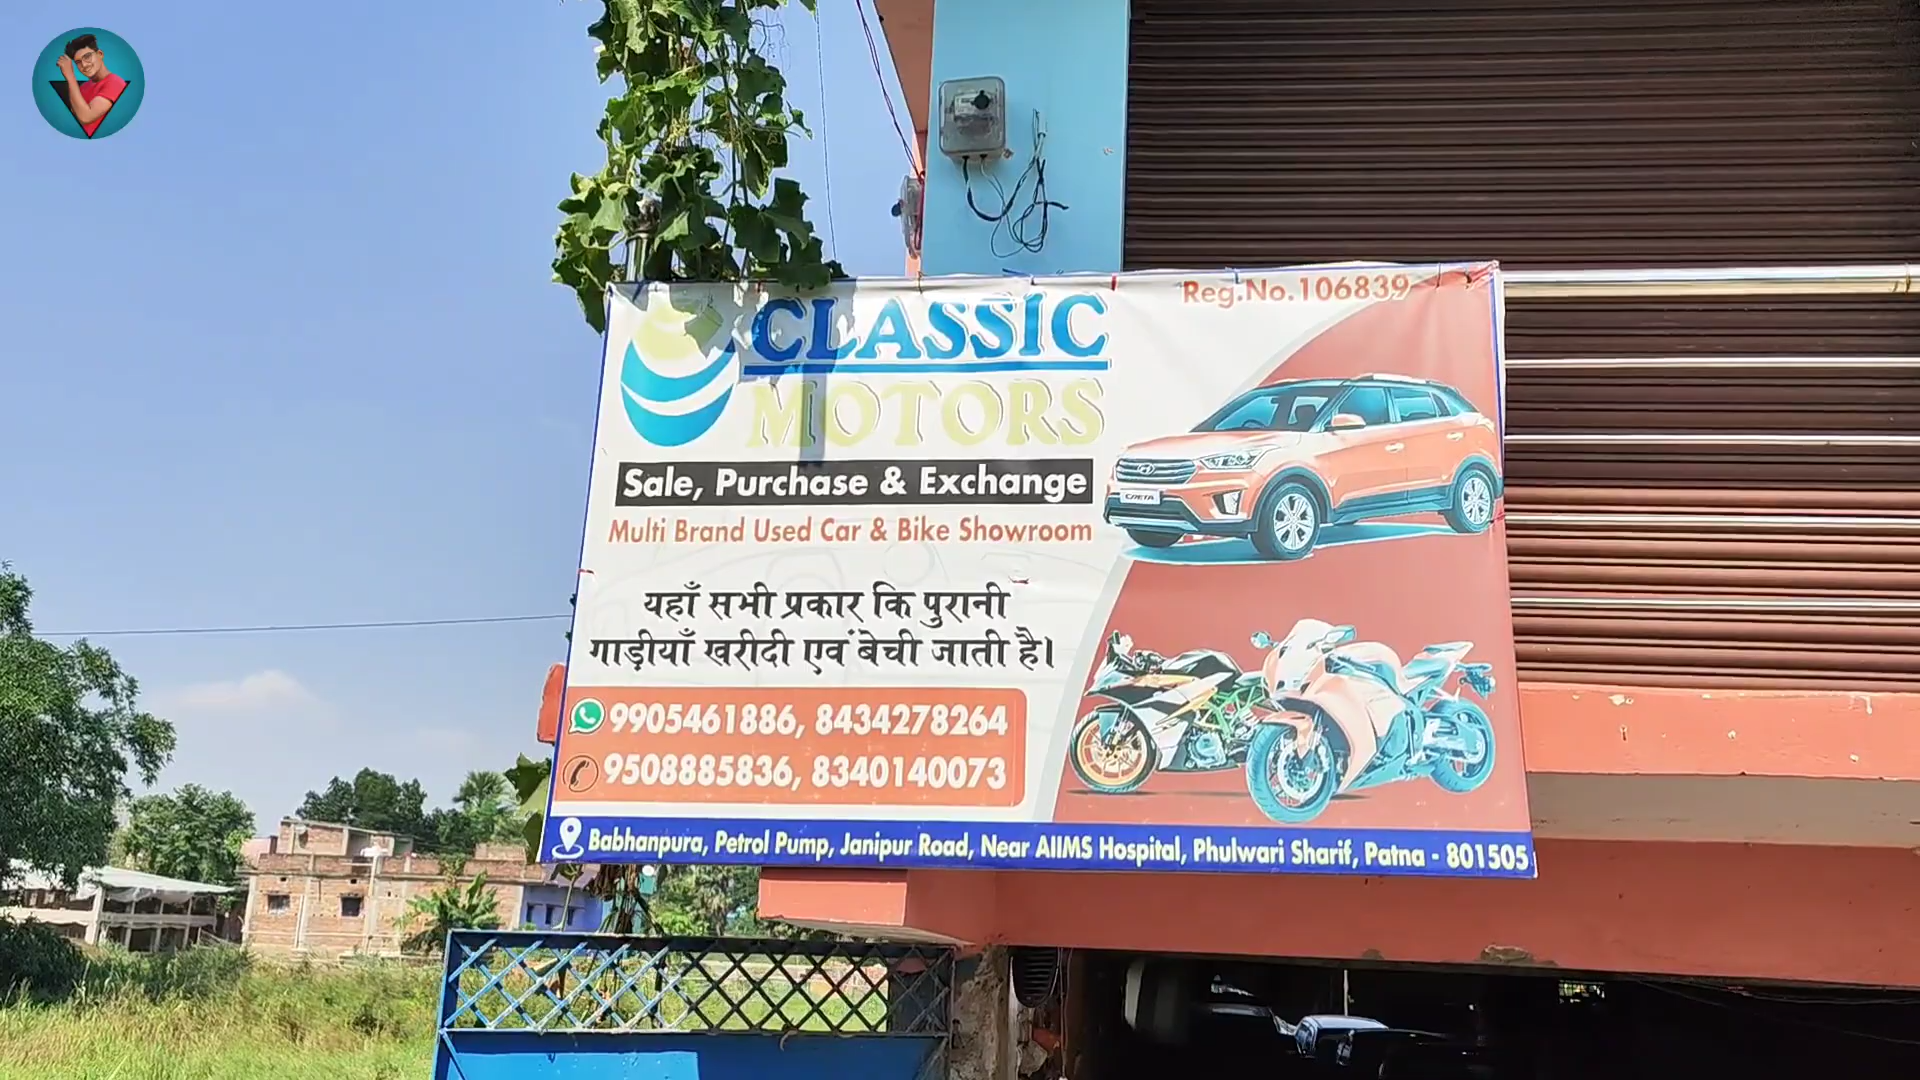 Reg.No.106839
CLASSIC
MOTORS
Sale, Purchase & Exchange
Multi Brand Used Car & Bike Showroom
CRETA
यहाँ सभी प्रकार कि पुरानी
गाड़ीयाँ खरीदी एवं बेची जाती है।
9905461886, 8434278264
9508885836, 8340140073
Babhanpura, Petrol Pump, Janipur Road, Near AIIMS Hospital, Phulwari Sharif, Patna - 801505